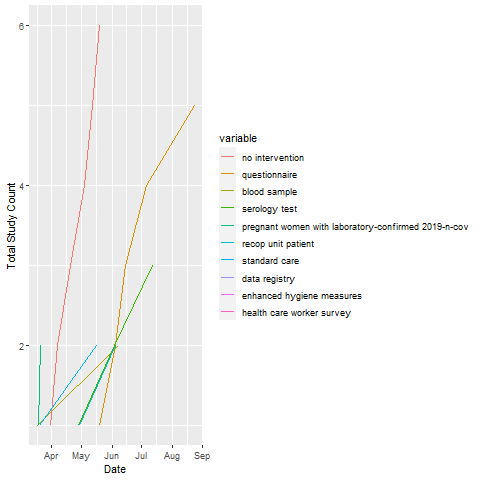 Total Study Count
6
4
2
Apr May Jun Jul Aug Sep
Date
variable
no intervention
questionnaire
blood sample
serology test
pregnant women with laboratory-confirmed 2019-n-cov
recop unit patient
standard care
data registry
enhanced hygiene measures
health care worker survey